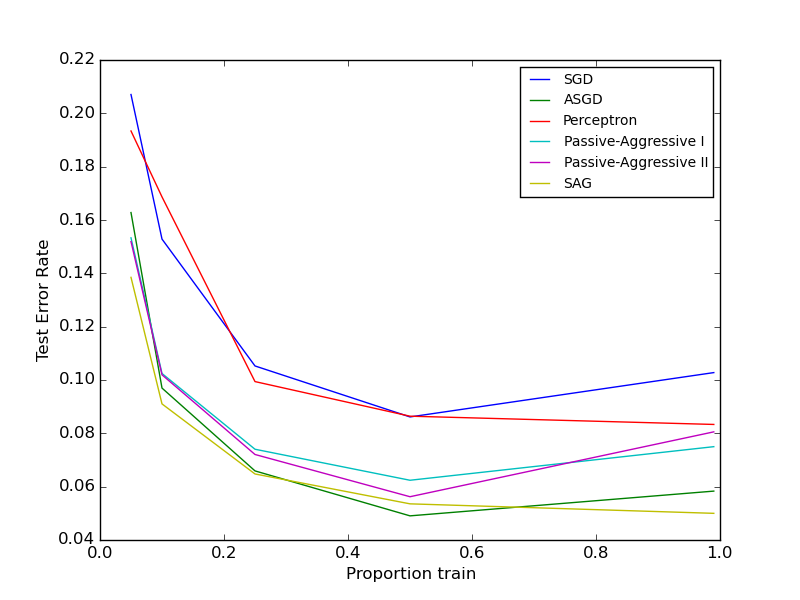 0.22
0.20
0.18
0.16
0.14
0.12
0.10
0.08
0.06
0.04
Test Error Rate
SGD
ASGD
Perceptron
Passive-Aggressive I
Passive-Aggressive II
SAG
0.0 0.2 0.4 0.6 0.8 1.0
Proportion train